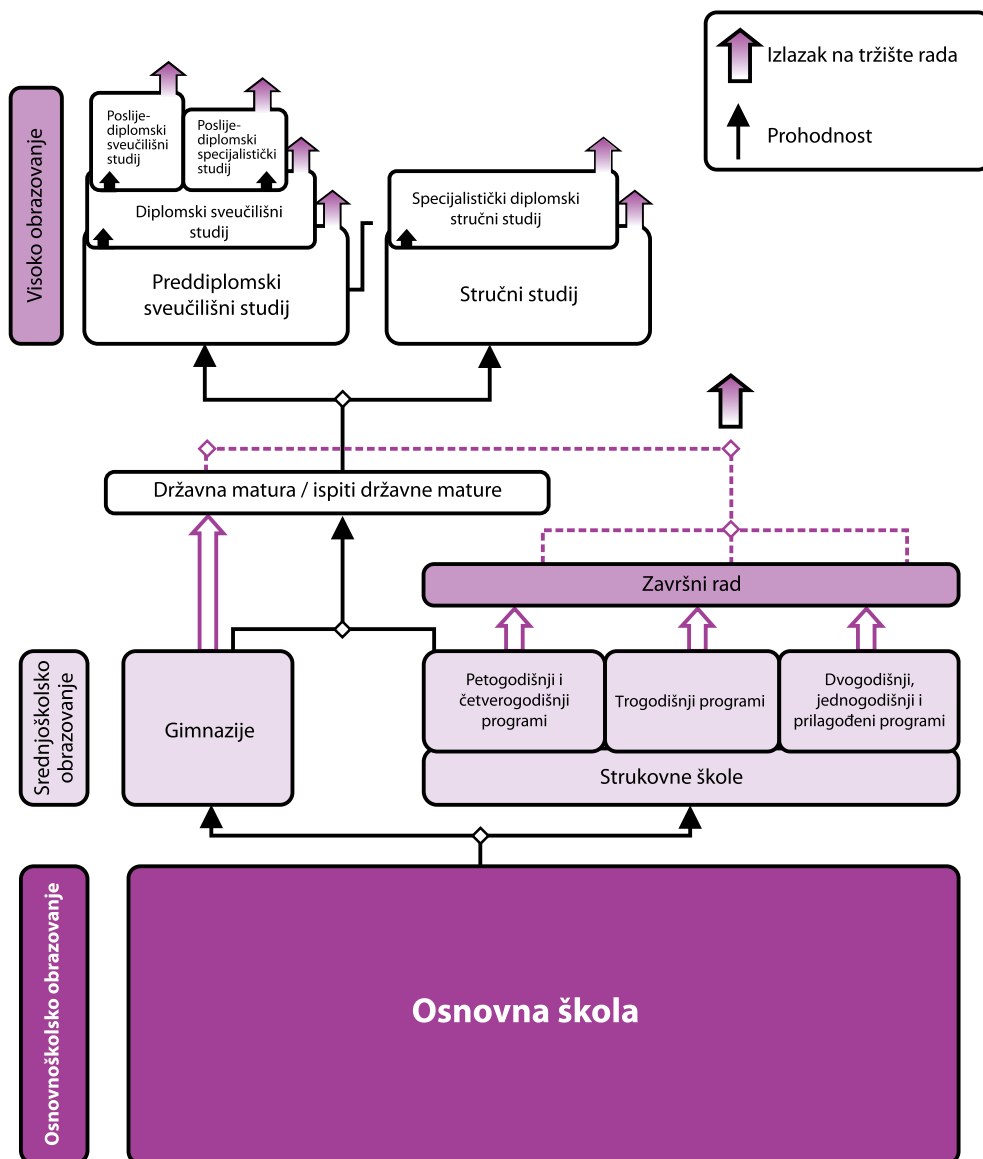 Izlazak na tržište rada
Prohodnost
Visoko obrazovanje
Poslije-
diplomski
sveučilišni
studij
Poslije-
diplomski
specijalistički
studij
Diplomski sveučilišni
studij
Preddiplomski
sveučilišni studij
Specijalistički diplomski
stručni studij
Stručni studij
Državna matura / ispiti državne mature
Završni rad
Srednjoškolsko
obrazovanje
Gimnazije
Petogodišnji i
četverogodišnji
programi
Trogodišnji programi
Dvogodišnji,
jednogodišnji i
prilagođeni programi
Strukovne škole
Osnovnoškolsko obrazovanje
Osnovna škola